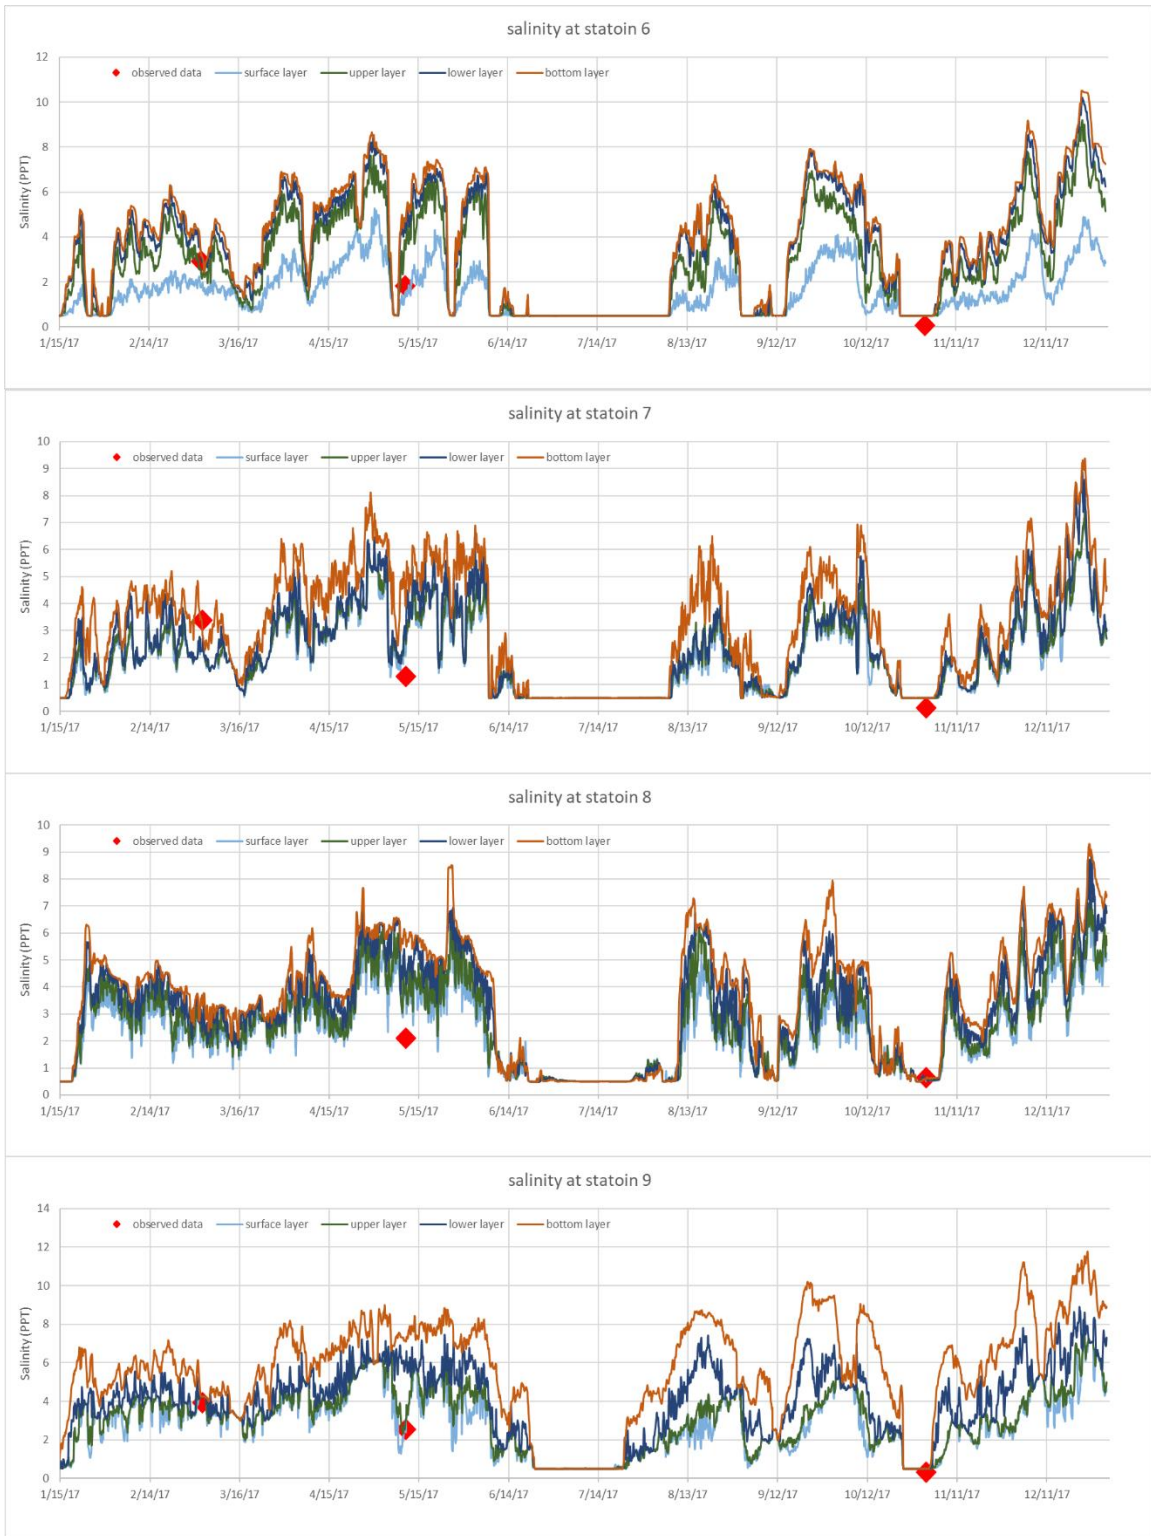 salinity at statoin 6
12
observed data surface layer upper layer lower layer bottom layer
10
8
6
4
2
0
Salinity (PPT)
1/15/17 2/14/17 3/16/17 4/15/17 5/15/17 6/14/17 7/14/17 8/13/17 9/12/17 10/12/17 11/11/17 12/11/17
salinity at statoin 7
10
observed data surface layer upper layer lower layer bottom layer
9
8
7
6
5
4
3
2
1
0
Salinity (PPT)
1/15/17 2/14/17 3/16/17 4/15/17 5/15/17 6/14/17 7/14/17 8/13/17 9/12/17 10/12/17 11/11/17 12/11/17
salinity at statoin 8
10
observed data surface layer upper layer lower layer bottom layer
9
8
7
6
5
4
3
2
1
0
Salinity (PPT)
1/15/17 2/14/17 3/16/17 4/15/17 5/15/17 6/14/17 7/14/17 8/13/17 9/12/17 10/12/17 11/11/17 12/11/17
salinity at statoin 9
14
observed data surface layer upper layer lower layer bottom layer
12
10
8
6
4
2
0
Salinity (PPT)
1/15/17 2/14/17 3/16/17 4/15/17 5/15/17 6/14/17 7/14/17 8/13/17 9/12/17 10/12/17 11/11/17 12/11/17